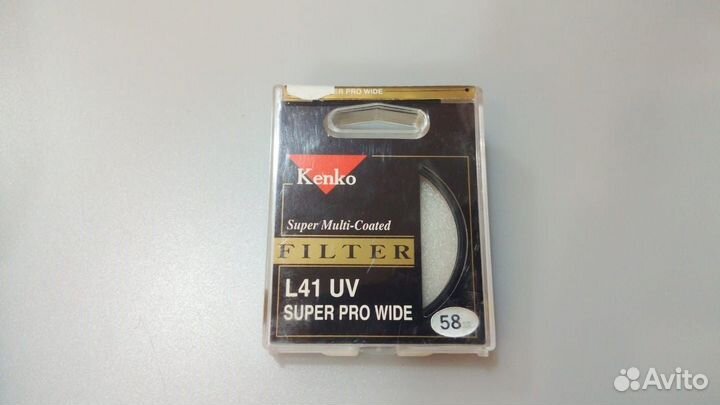 ER PRO WIDE
Kenko
Super Multi-Coated
FILTER
L41 UV
SUPER PRO WIDE
58
Avito